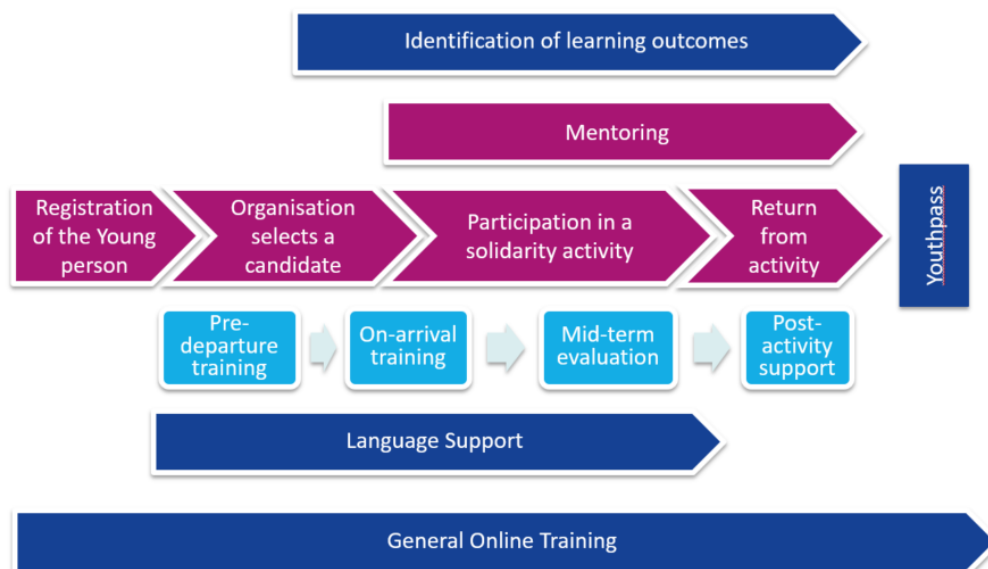 Identification of learning outcomes
Mentoring
Registration
of the Young
person
Organisation
selects a
candidate
Participation in a
solidarity activity
Return
from
activity
Youthpass
Pre-
departure
training
On-arrival
training
Mid-term
evaluation
Post-
activity
support
Language Support
General Online Training